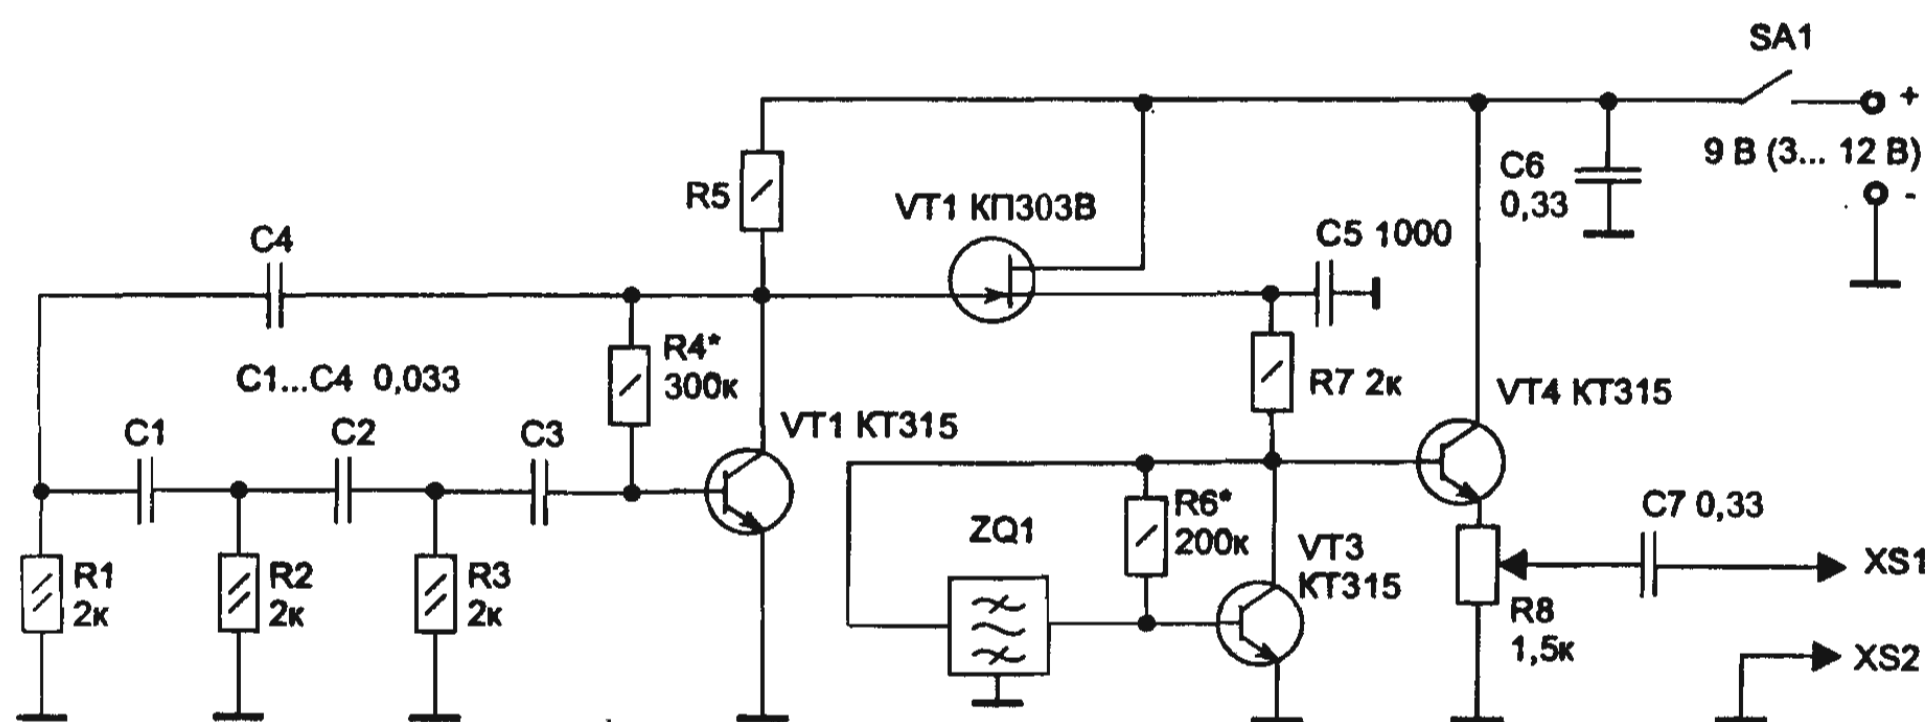 SA1
+
9 В (3... 12 В)
-
C6
0,33
R5
VT1 КП303В
C5 1000
C4
R4*
300к
C1...C4 0,033
R7 2к
VT4 КТ315
VT1 КТ315
C1
C2
C3
R6*
200к
ZQ1
VT3
КТ315
C7 0,33
XS1
R1
2к
R2
2к
R3
2к
R8
1,5к
XS2